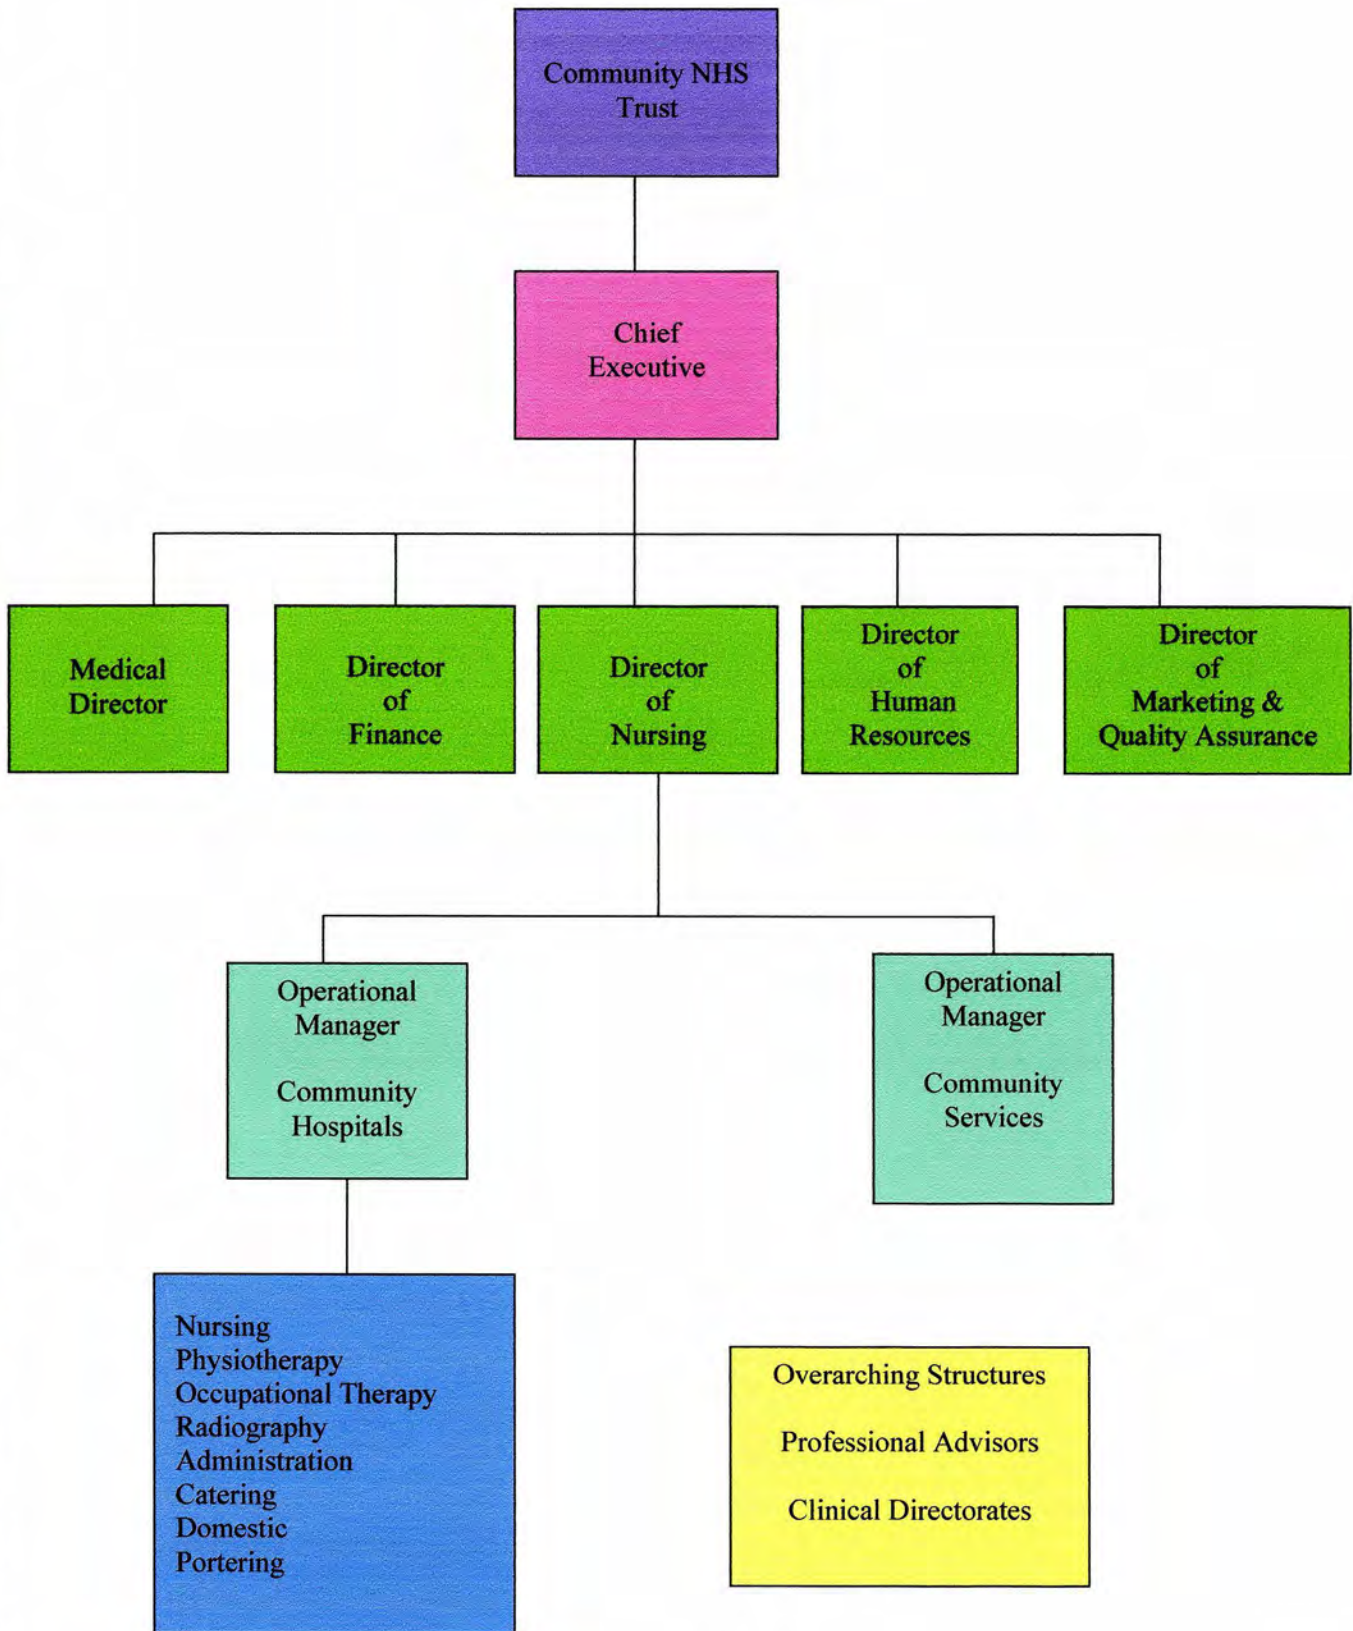 Community NHS
Trust
Chief
Executive
Medical
Director
Director
of
Finance
Director
of
Nursing
Director
of
Human
Resources
Director
of
Marketing &
Quality Assurance
Operational
Manager
Community
Hospitals
Operational
Manager
Community
Services
Nursing
Physiotherapy
Occupational Therapy
Radiography
Administration
Catering
Domestic
Portering
Overarching Structures
Professional Advisors
Clinical Directorates